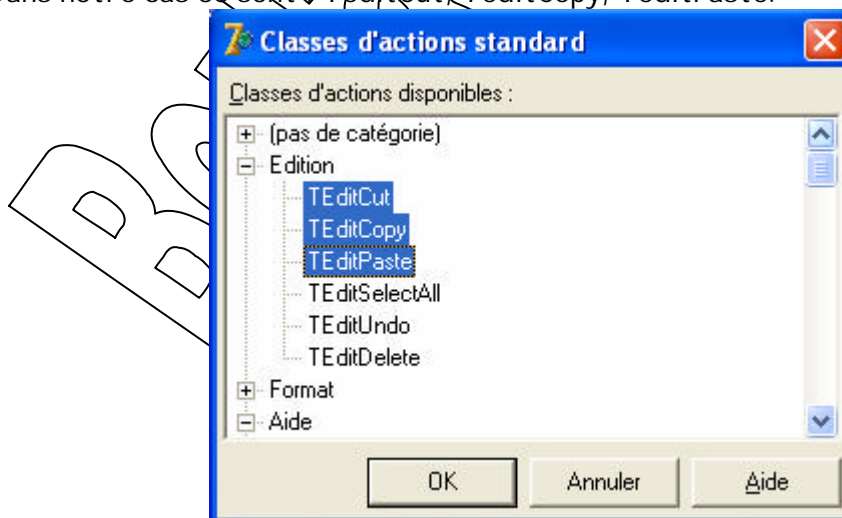 Classes d'actions standard
Classes d'actions disponibles :
(pas de catégorie)
Edition
TEditCut
TEditCopy
TEditPaste
TEditSelectAll
TEditUndo
TEditDelete
Format
Aide
OK Annuler Aide